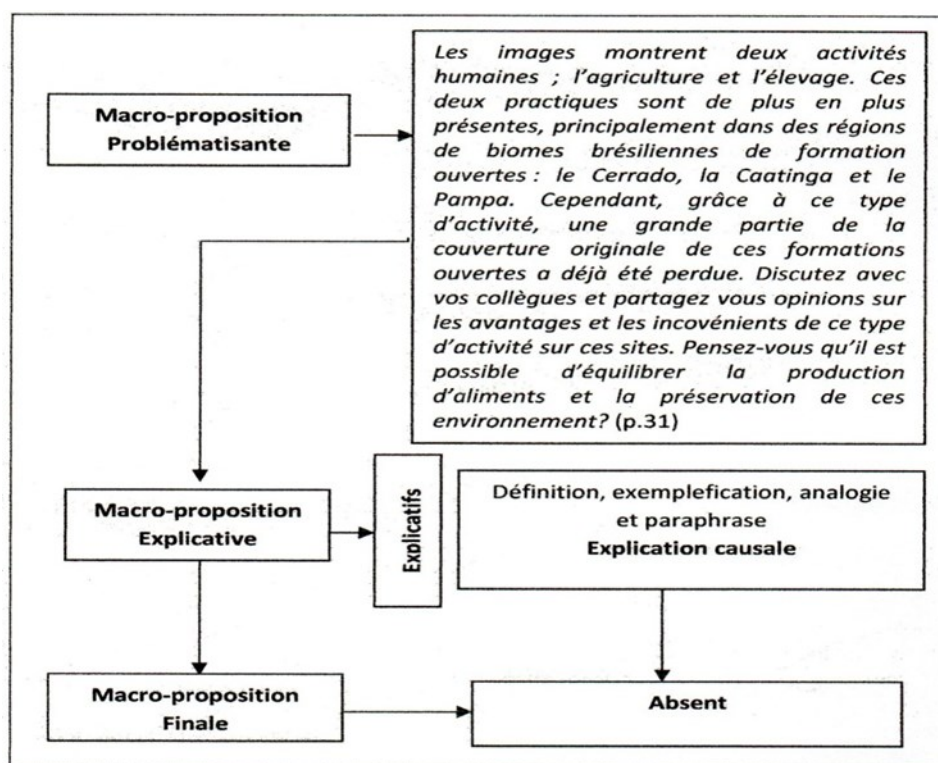 Macro-proposition
Problématisante
Les images montrent deux activités
humaines ; l'agriculture et l'élevage. Ces
deux practiques sont de plus en plus
présentes, principalement dans des régions
de biomes brésiliennes de formation
ouvertes : le Cerrado, la Caatinga et le
Pampa. Cependant, grâce à ce type
d'activité, une grande partie de la
couverture originale de ces formations
ouvertes a déjà été perdue. Discutez avec
vos collègues et partagez vous opinions sur
les avantages et les incovénients de ce type
d'activité sur ces sites. Pensez-vous qu'il est
possible d'équilibrer la production
d'aliments et la préservation de ces
environnement? (p.31)
Macro-proposition
Explicative
Explicatifs
Définition, exemplefication, analogie
et paraphrase
Explication causale
Macro-proposition
Finale
Absent